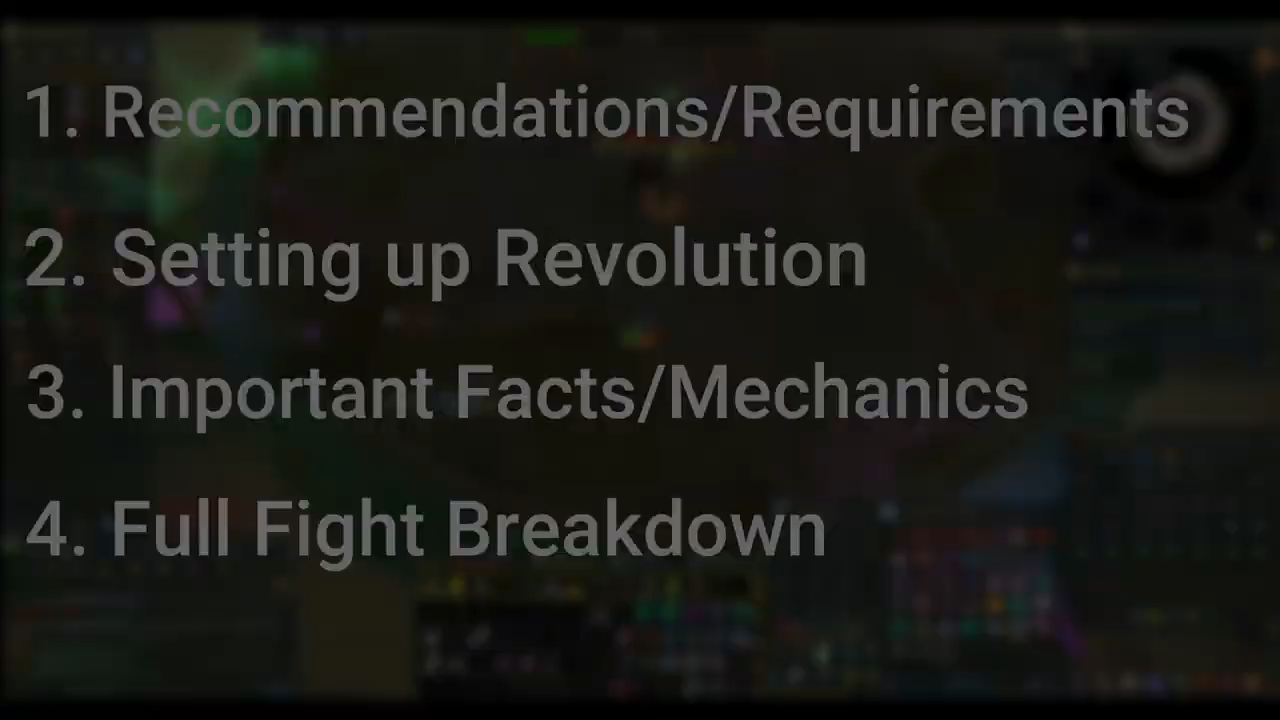 1. Recommendations/Requirements
2. Setting up Revolution
3. Important Facts/Mechanics
4. Full Fight Breakdown